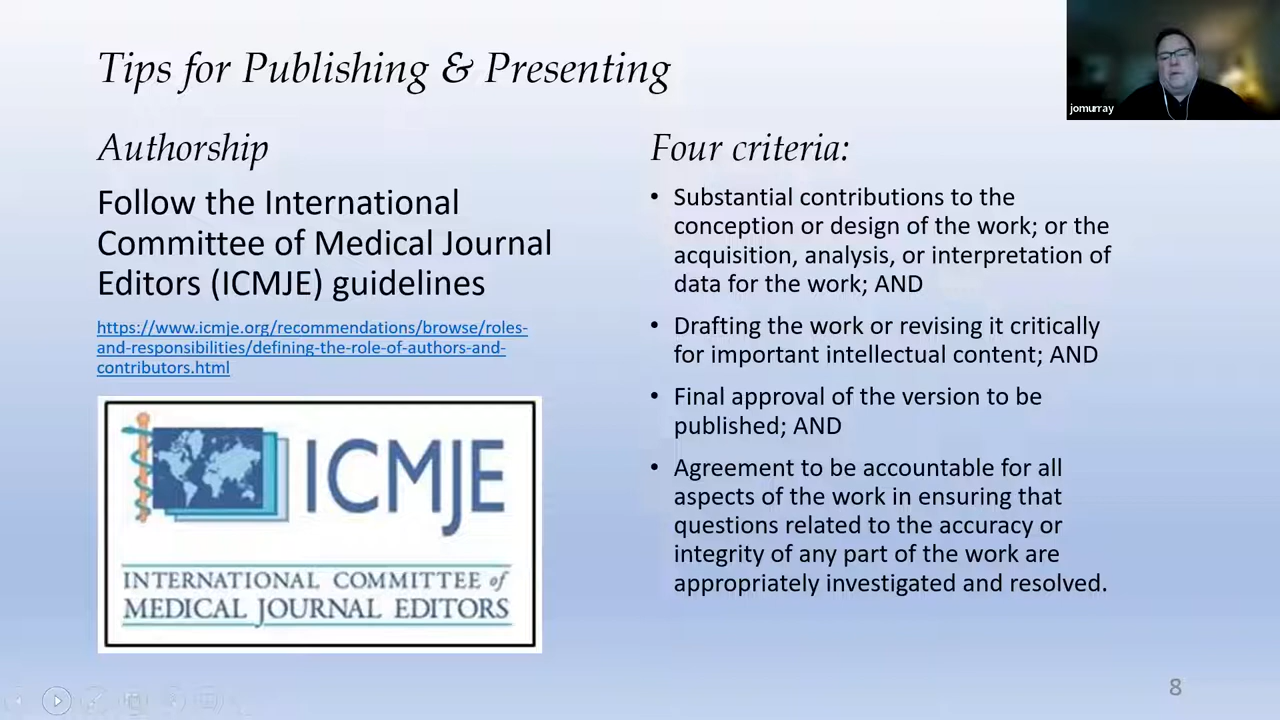 Tips for Publishing & Presenting
jomurray
Authorship
Follow the International
Committee of Medical Journal
Editors (ICMJE) guidelines
https://www.icmje.org/recommendations/browse/roles-
and-responsibilities/defining-the-role-of-authors-and-
contributors.html
ICMJE
INTERNATIONAL COMMITTEE of
MEDICAL JOURNAL EDITORS
Four criteria:
• Substantial contributions to the
conception or design of the work; or the
acquisition, analysis, or interpretation of
data for the work; AND
• Drafting the work or revising it critically
for important intellectual content; AND
• Final approval of the version to be
published; AND
• Agreement to be accountable for all
aspects of the work in ensuring that
questions related to the accuracy or
integrity of any part of the work are
appropriately investigated and resolved.
8